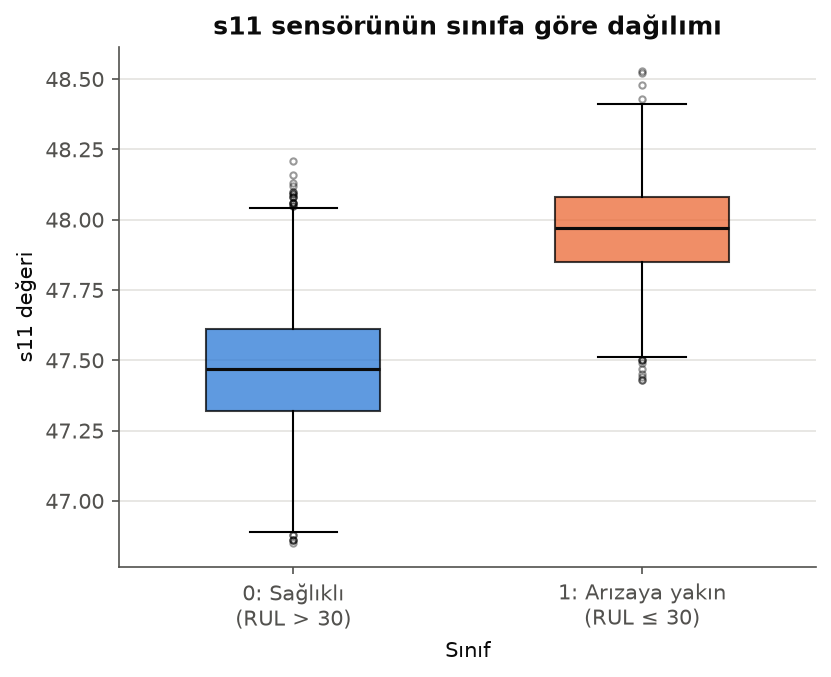 s11 sensörünün sınıfa göre dağılımı
s11 değeri
48.50
48.25
48.00
47.75
47.50
47.25
47.00
0: Sağlıklı
(RUL > 30)
1: Arızaya yakın
(RUL ≤ 30)
Sınıf